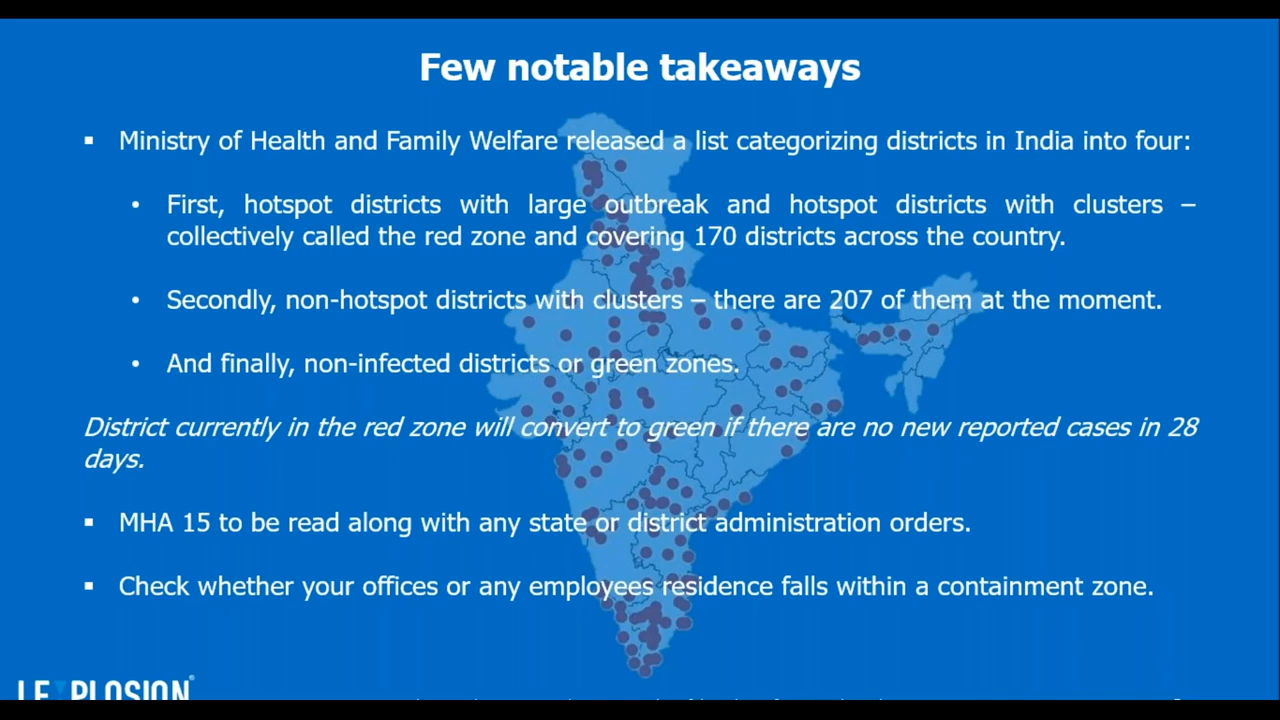 Few notable takeaways
▪ Ministry of Health and Family Welfare released a list categorizing districts in India into four:
• First, hotspot districts with large outbreak and hotspot districts with clusters –
collectively called the red zone and covering 170 districts across the country.
• Secondly, non-hotspot districts with clusters – there are 207 of them at the moment.
• And finally, non-infected districts or green zones.
District currently in the red zone will convert to green if there are no new reported cases in 28
days.
▪ MHA 15 to be read along with any state or district administration orders.
▪ Check whether your offices or any employees residence falls within a containment zone.
LEXPLOSION®